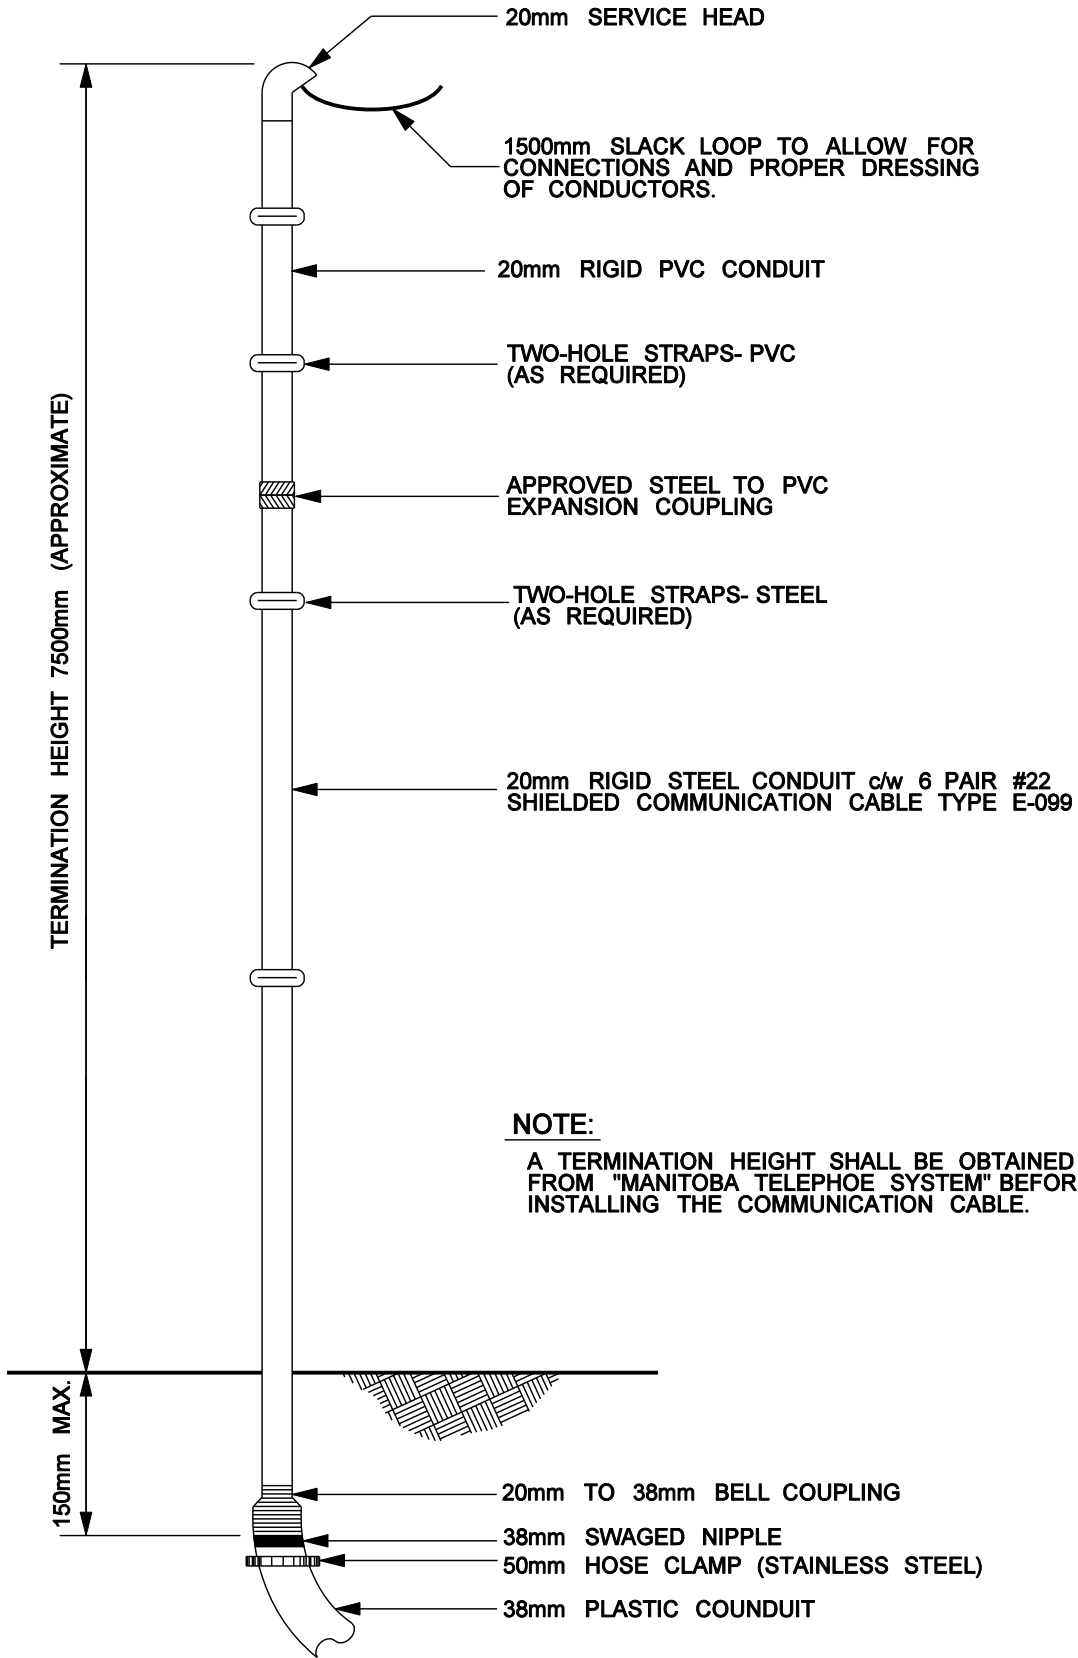 20mm SERVICE HEAD
1500mm SLACK LOOP TO ALLOW FOR
CONNECTIONS AND PROPER DRESSING
OF CONDUCTORS.
20mm RIGID PVC CONDUIT
TWO-HOLE STRAPS- PVC
(AS REQUIRED)
APPROVED STEEL TO PVC
EXPANSION COUPLING
TWO-HOLE STRAPS- STEEL
(AS REQUIRED)
TERMINATION HEIGHT 7500mm (APPROXIMATE)
20mm RIGID STEEL CONDUIT c/w 6 PAIR #22
SHIELDED COMMUNICATION CABLE TYPE E-099
NOTE:
A TERMINATION HEIGHT SHALL BE OBTAINED
FROM "MANITOBA TELEPHOE SYSTEM" BEFOR
INSTALLING THE COMMUNICATION CABLE.
150mm MAX.
20mm TO 38mm BELL COUPLING
38mm SWAGED NIPPLE
50mm HOSE CLAMP (STAINLESS STEEL)
38mm PLASTIC COUNDUIT